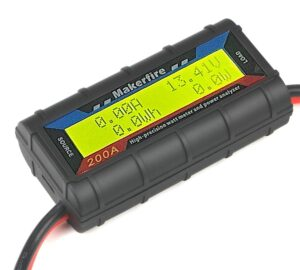 Makerfire
LOAD
0.00A 13.41V
0.0Wh 0.0W
SOURCE
200A
High-precision watt meter and power analyzer